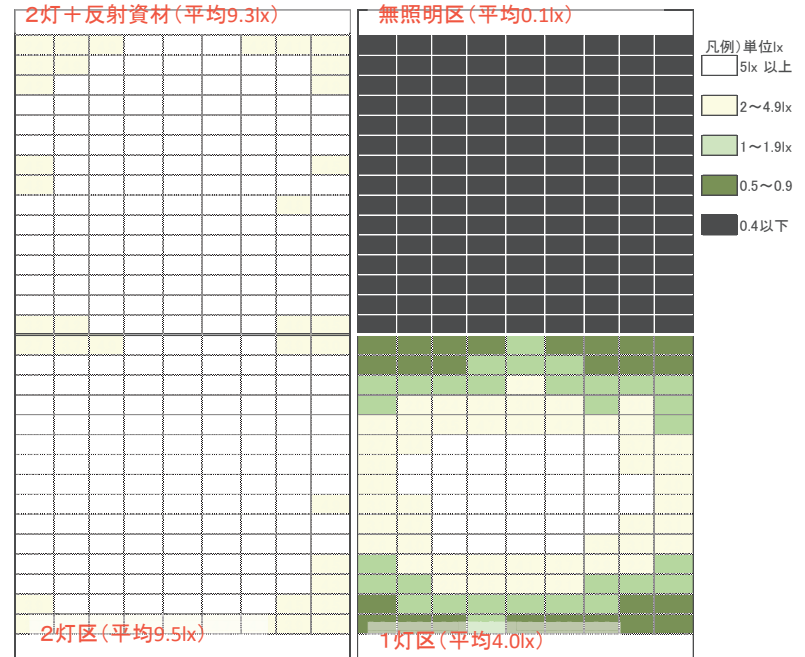 2灯＋反射資材(平均9.3lx)
無照明区(平均0.1lx)
凡例)単位lx
5lx 以上
2～4.9lx
1～1.9lx
0.5～0.9
0.4以下
2灯区(平均9.5lx)
1灯区(平均4.0lx)